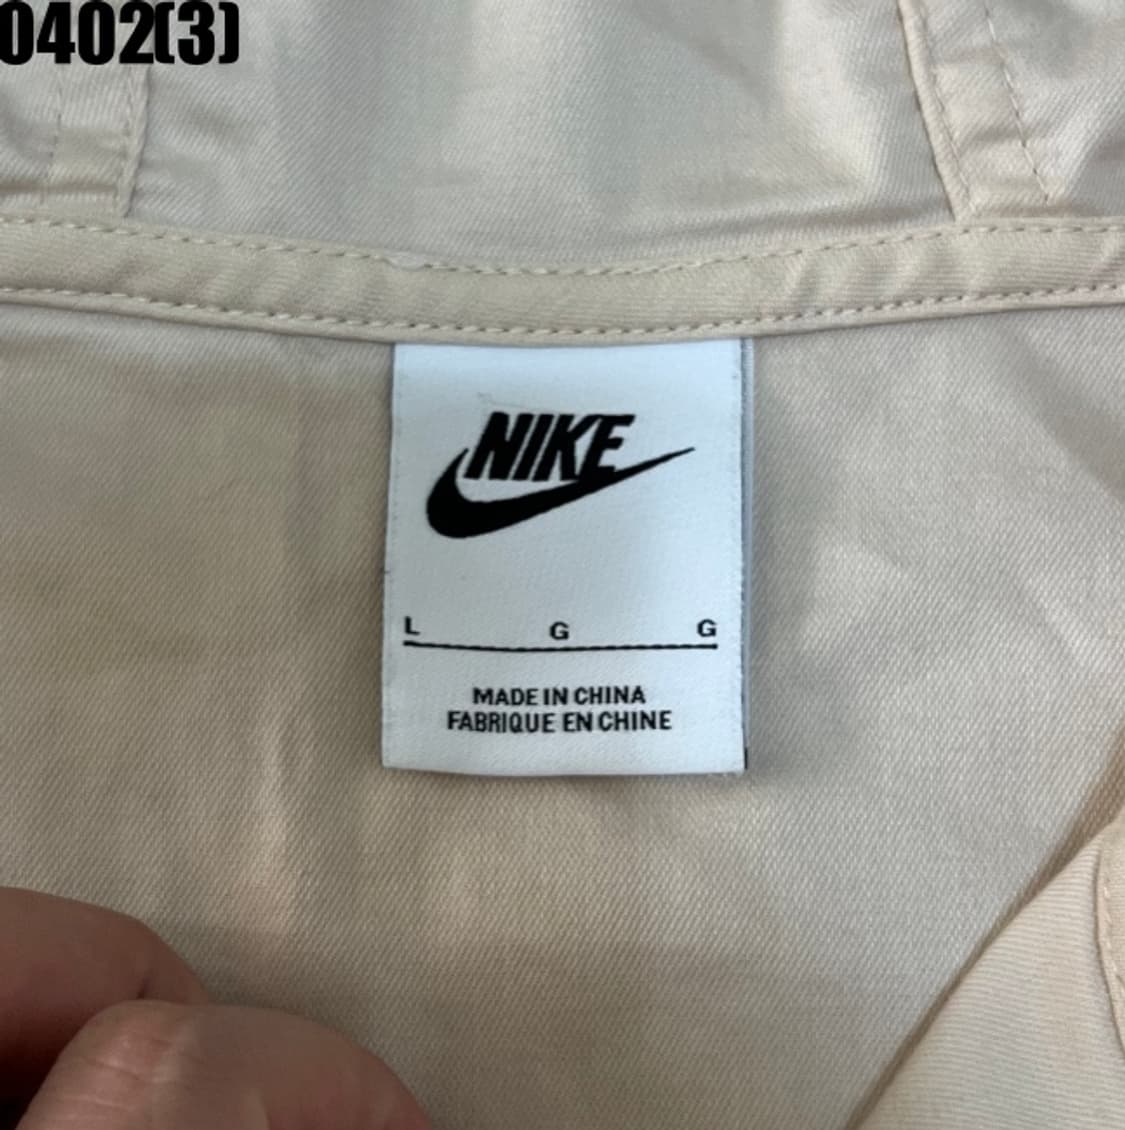 0402(3)
NIKE
L G G
MADE IN CHINA
FABRIQUE EN CHINE